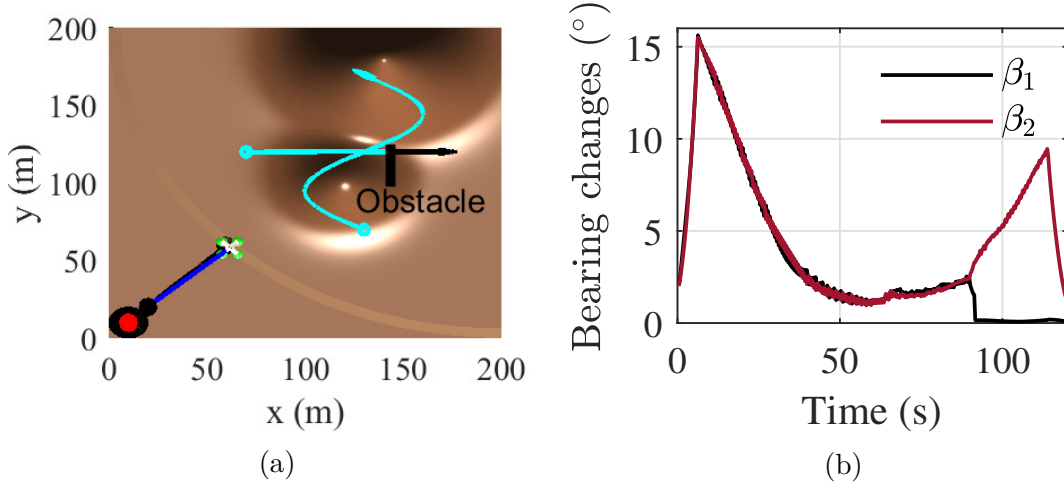 200
150
100
50
0
y (m)
Obstacle
0 50 100 150 200
x (m)
(a)
Bearing changes (°)
15
10
5
0
β₁
β₂
0 50 100
Time (s)
(b)